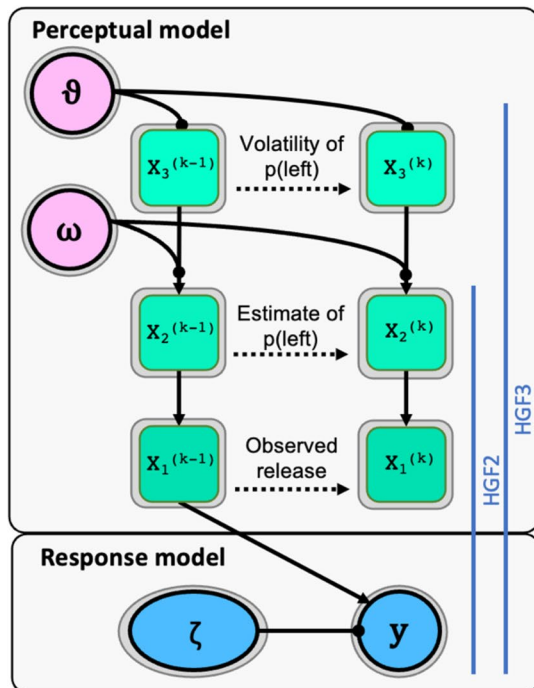 Perceptual model
ϑ
X₃⁽ᵏ⁻¹⁾
Volatility of
p(left)
X₃⁽ᵏ⁾
ω
X₂⁽ᵏ⁻¹⁾
Estimate of
p(left)
X₂⁽ᵏ⁾
X₁⁽ᵏ⁻¹⁾
Observed
release
X₁⁽ᵏ⁾
HGF2
HGF3
Response model
ζ
y